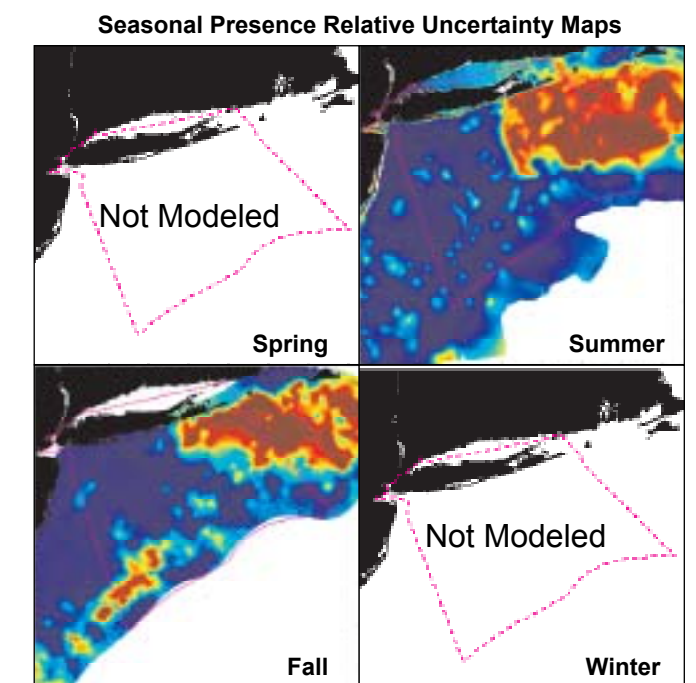 Seasonal Presence Relative Uncertainty Maps
Not Modeled
Spring
Summer
Fall
Not Modeled
Winter